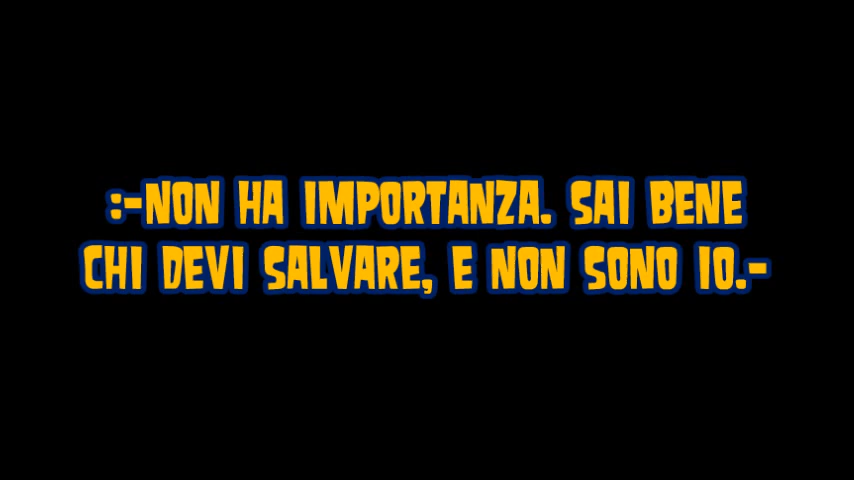 :-NON HA IMPORTANZA. SAI BENE
CHI DEVI SALVARE, E NON SONO IO.-